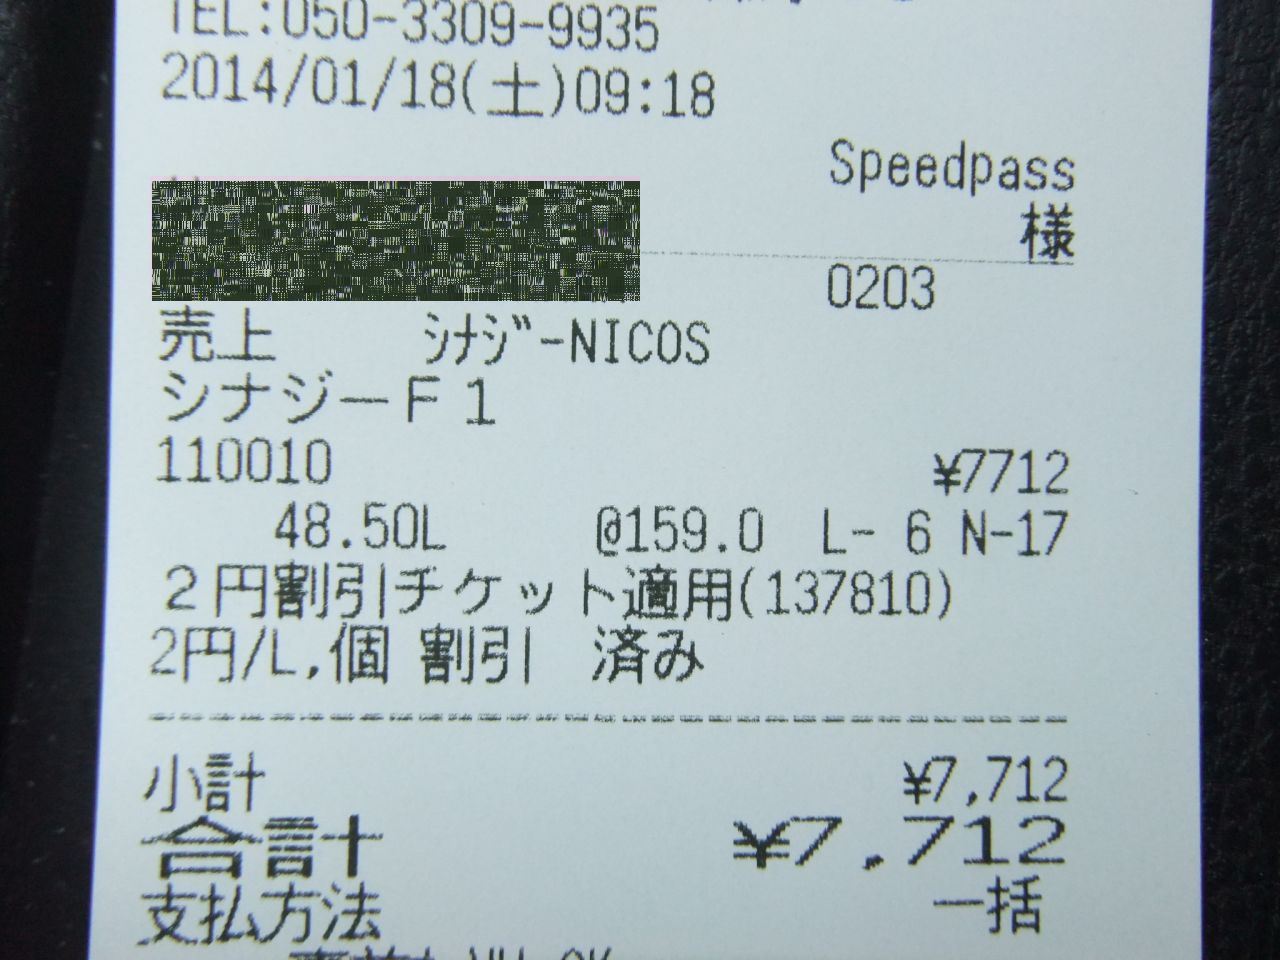 TEL:050-3309-9935
2014/01/18(土)09:18
Speedpass
様
0203
売上 ｼﾅｼﾞｰNICOS
シナジーＦ１
110010 ¥7712
48.50L @159.0 L- 6 N-17
２円割引チケット適用(137810)
2円/L,個 割引 済み
小計 ¥7,712
合計 ¥7,712
支払方法 一括